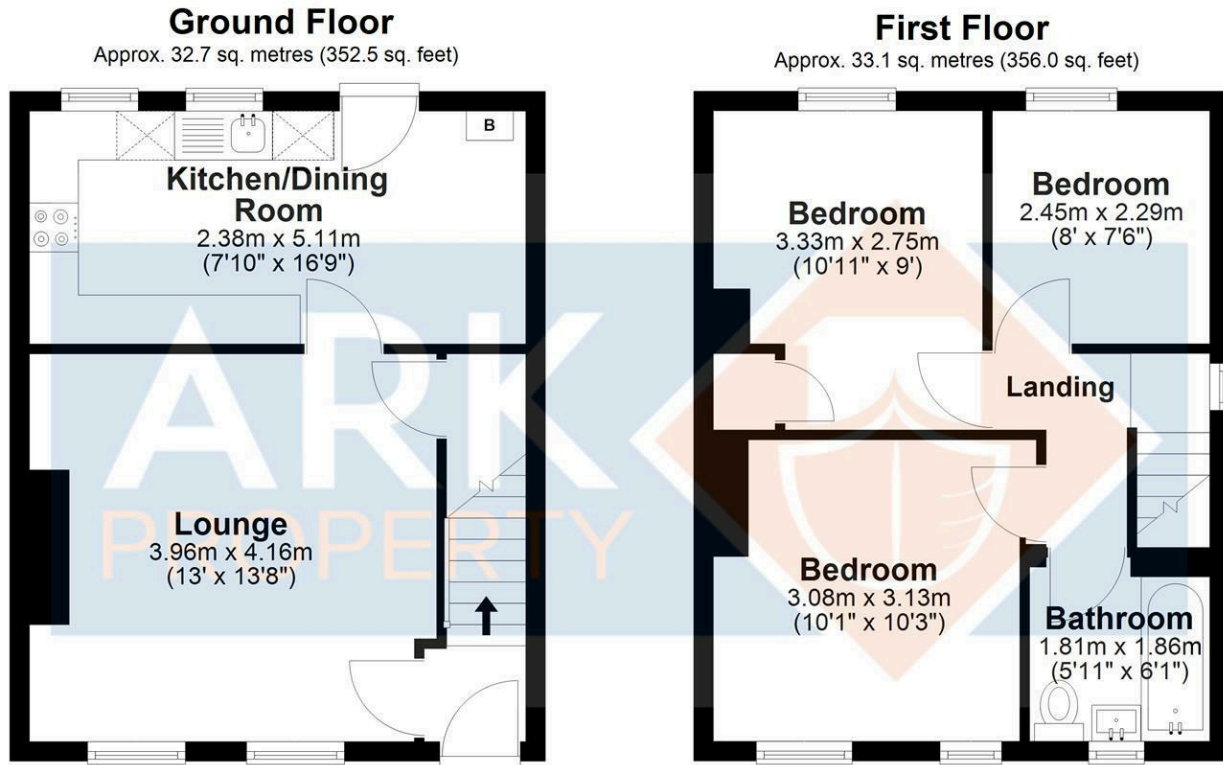 Ground Floor
Approx. 32.7 sq. metres (352.5 sq. feet)
B
Kitchen/Dining
Room
2.38m x 5.11m
(7'10" x 16'9")
Lounge
3.96m x 4.16m
(13' x 13'8")
First Floor
Approx. 33.1 sq. metres (356.0 sq. feet)
Bedroom
3.33m x 2.75m
(10'11" x 9')
Bedroom
2.45m x 2.29m
(8' x 7'6")
Landing
Bedroom
3.08m x 3.13m
(10'1" x 10'3")
Bathroom
1.81m x 1.86m
(5'11" x 6'1")
ARK
PROPERTY